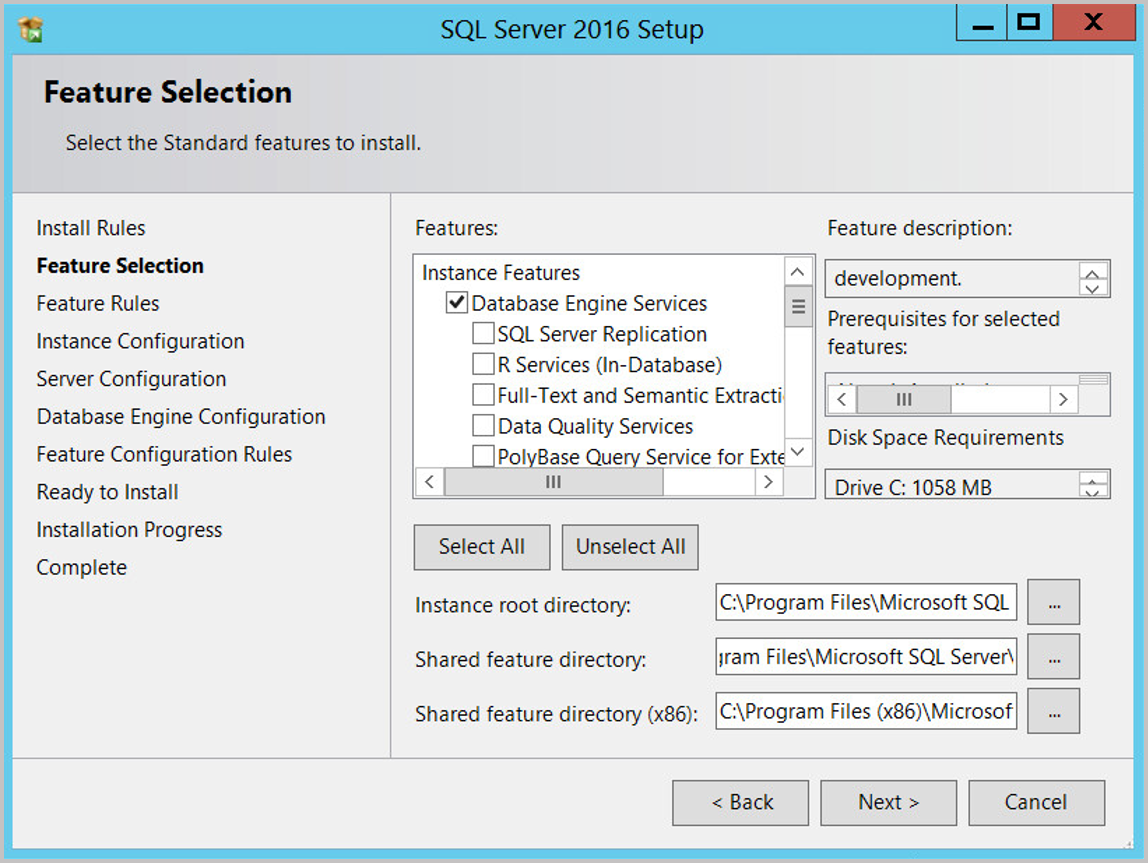 SQL Server 2016 Setup
Feature Selection
Select the Standard features to install.
Install Rules
Feature Selection
Feature Rules
Instance Configuration
Server Configuration
Database Engine Configuration
Feature Configuration Rules
Ready to Install
Installation Progress
Complete
Features:
Instance Features
Database Engine Services
SQL Server Replication
R Services (In-Database)
Full-Text and Semantic Extracti
Data Quality Services
PolyBase Query Service for Exte
Select All
Unselect All
Feature description:
development.
Prerequisites for selected
features:
Disk Space Requirements
Drive C: 1058 MB
Instance root directory:
C:\Program Files\Microsoft SQL
...
Shared feature directory:
gram Files\Microsoft SQL Server\
...
Shared feature directory (x86):
C:\Program Files (x86)\Microsof
...
< Back
Next >
Cancel